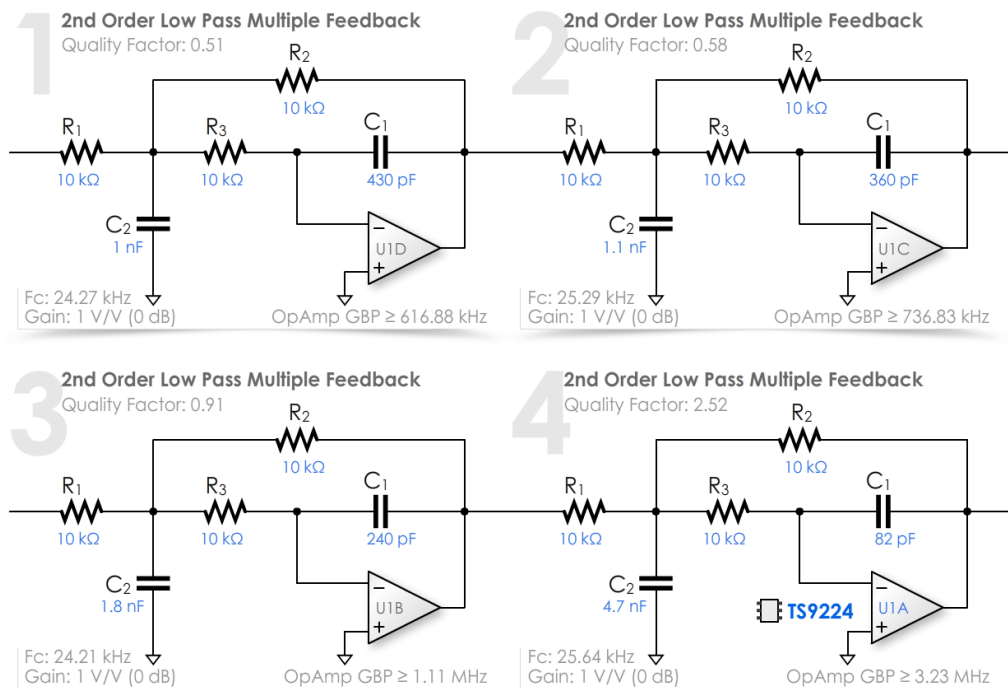 1
2nd Order Low Pass Multiple Feedback
Quality Factor: 0.51
R2
10 kΩ
R1
10 kΩ
R3
10 kΩ
C1
430 pF
C2
1 nF
−
+
U1D
Fc: 24.27 kHz
Gain: 1 V/V (0 dB)
OpAmp GBP ≥ 616.88 kHz
2
2nd Order Low Pass Multiple Feedback
Quality Factor: 0.58
R2
10 kΩ
R1
10 kΩ
R3
10 kΩ
C1
360 pF
C2
1.1 nF
−
+
U1C
Fc: 25.29 kHz
Gain: 1 V/V (0 dB)
OpAmp GBP ≥ 736.83 kHz
3
2nd Order Low Pass Multiple Feedback
Quality Factor: 0.91
R2
10 kΩ
R1
10 kΩ
R3
10 kΩ
C1
240 pF
C2
1.8 nF
−
+
U1B
Fc: 24.21 kHz
Gain: 1 V/V (0 dB)
OpAmp GBP ≥ 1.11 MHz
4
2nd Order Low Pass Multiple Feedback
Quality Factor: 2.52
R2
10 kΩ
R1
10 kΩ
R3
10 kΩ
C1
82 pF
C2
4.7 nF
−
+
TS9224
U1A
Fc: 25.64 kHz
Gain: 1 V/V (0 dB)
OpAmp GBP ≥ 3.23 MHz